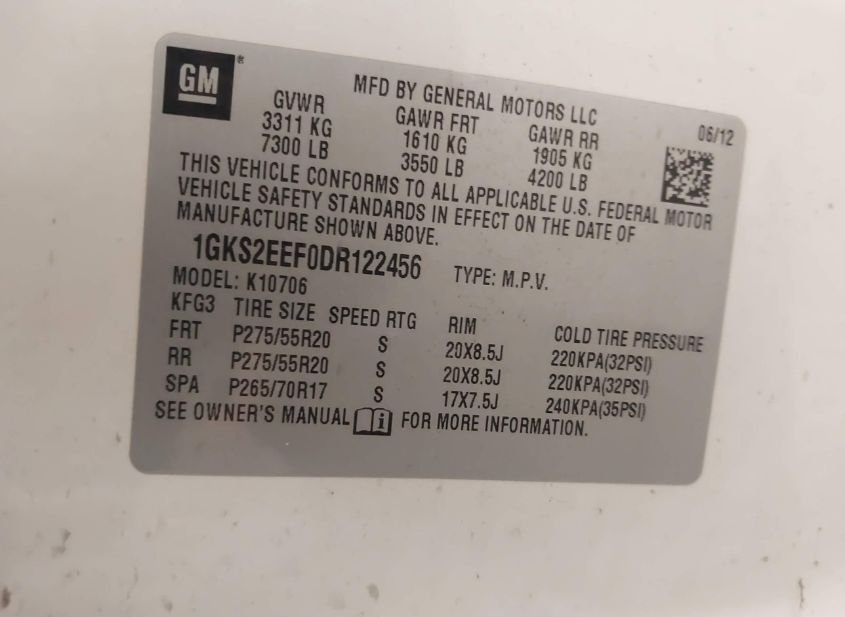 GM®
MFD BY GENERAL MOTORS LLC
06/12
GVWR GAWR FRT GAWR RR
3311 KG 1610 KG 1905 KG
7300 LB 3550 LB 4200 LB
THIS VEHICLE CONFORMS TO ALL APPLICABLE U.S. FEDERAL MOTOR
VEHICLE SAFETY STANDARDS IN EFFECT ON THE DATE OF
MANUFACTURE SHOWN ABOVE.
1GKS2EEF0DR122456 TYPE: M.P.V.
MODEL: K10706
KFG3 TIRE SIZE SPEED RTG RIM COLD TIRE PRESSURE
FRT P275/55R20 S 20X8.5J 220KPA(32PSI)
RR P275/55R20 S 20X8.5J 220KPA(32PSI)
SPA P265/70R17 S 17X7.5J 240KPA(35PSI)
SEE OWNER'S MANUAL i FOR MORE INFORMATION.